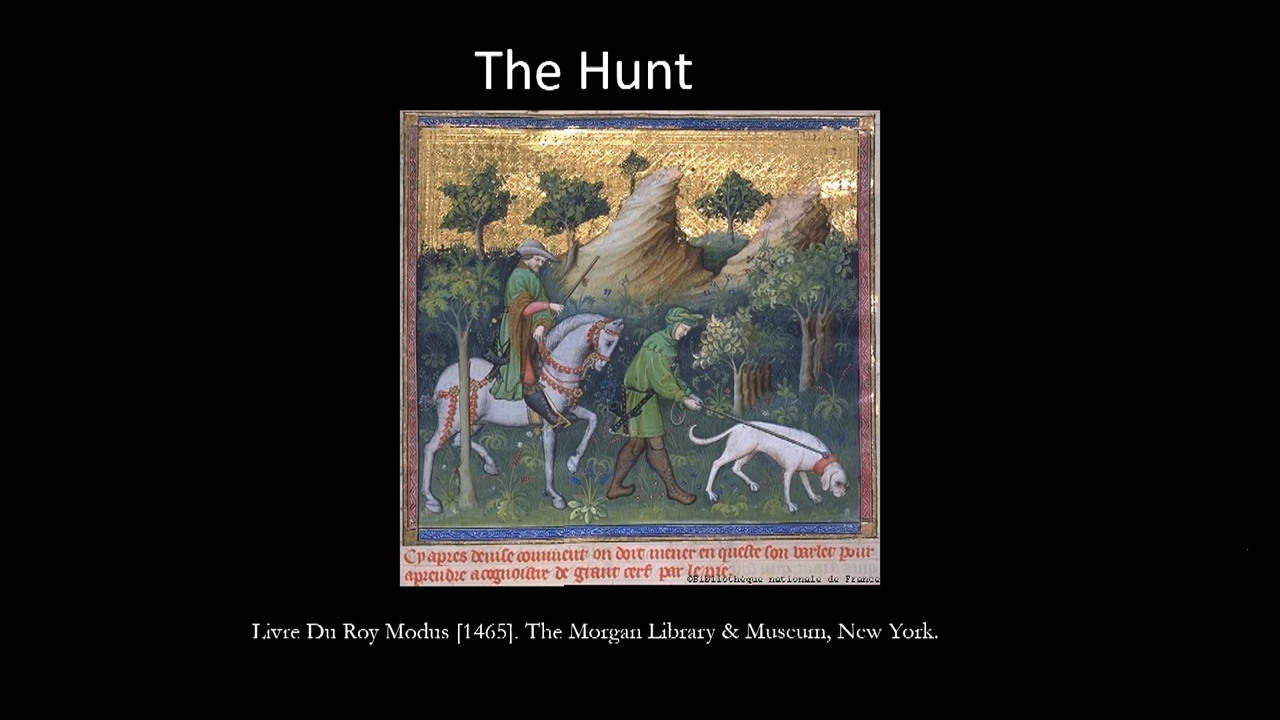 The Hunt
Cy apres deuise comment on doit mener en queste son varlet pour
aprendre a cognoistre de grant cerf par le pie.
©Bibliothèque nationale de France
Livre Du Roy Modus [1465]. The Morgan Library & Museum, New York.